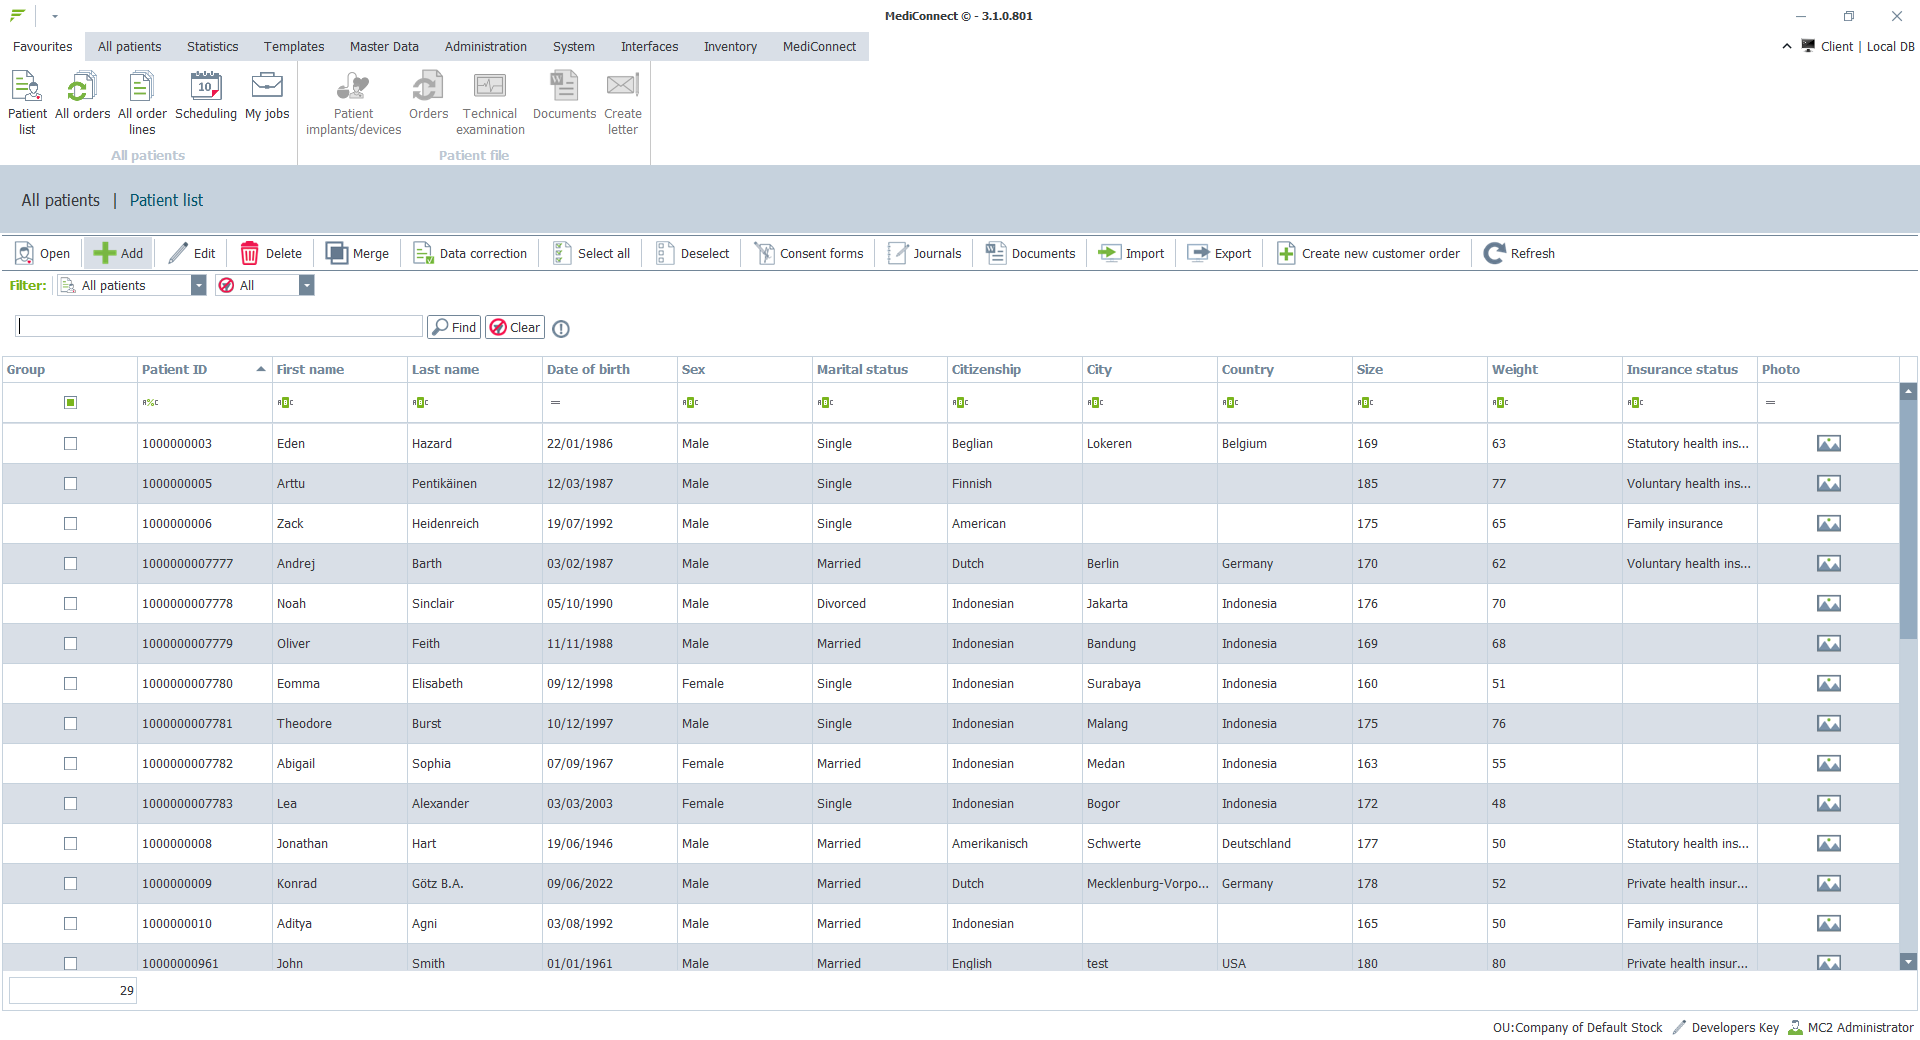 MediConnect © - 3.1.0.801
Favourites All patients Statistics Templates Master Data Administration System Interfaces Inventory MediConnect Client | Local DB
Patient list All orders All order lines Scheduling My jobs Patient implants/devices Orders Technical examination Documents Create letter
All patients Patient file
All patients | Patient list
Open Add Edit Delete Merge Data correction Select all Deselect Consent forms Journals Documents Import Export Create new customer order Refresh
Filter: All patients All
Find Clear
Group Patient ID First name Last name Date of birth Sex Marital status Citizenship City Country Size Weight Insurance status Photo
1000000003 Eden Hazard 22/01/1986 Male Single Beglian Lokeren Belgium 169 63 Statutory health ins...
1000000005 Arttu Pentikäinen 12/03/1987 Male Single Finnish 185 77 Voluntary health ins...
1000000006 Zack Heidenreich 19/07/1992 Male Single American 175 65 Family insurance
1000000007777 Andrej Barth 03/02/1987 Male Married Dutch Berlin Germany 170 62 Voluntary health ins...
1000000007778 Noah Sinclair 05/10/1990 Male Divorced Indonesian Jakarta Indonesia 176 70
1000000007779 Oliver Feith 11/11/1988 Male Married Indonesian Bandung Indonesia 169 68
1000000007780 Eomma Elisabeth 09/12/1998 Female Single Indonesian Surabaya Indonesia 160 51
1000000007781 Theodore Burst 10/12/1997 Male Single Indonesian Malang Indonesia 175 76
1000000007782 Abigail Sophia 07/09/1967 Female Married Indonesian Medan Indonesia 163 55
1000000007783 Lea Alexander 03/03/2003 Female Single Indonesian Bogor Indonesia 172 48
1000000008 Jonathan Hart 19/06/1946 Male Married Amerikanisch Schwerte Deutschland 177 50 Statutory health ins...
1000000009 Konrad Götz B.A. 09/06/2022 Male Married Dutch Mecklenburg-Vorpo... Germany 178 52 Private health insur...
1000000010 Aditya Agni 03/08/1992 Male Married Indonesian 165 50 Family insurance
10000000961 John Smith 01/01/1961 Male Married English test USA 180 80 Private health insur...
29
OU:Company of Default Stock Developers Key MC2 Administrator